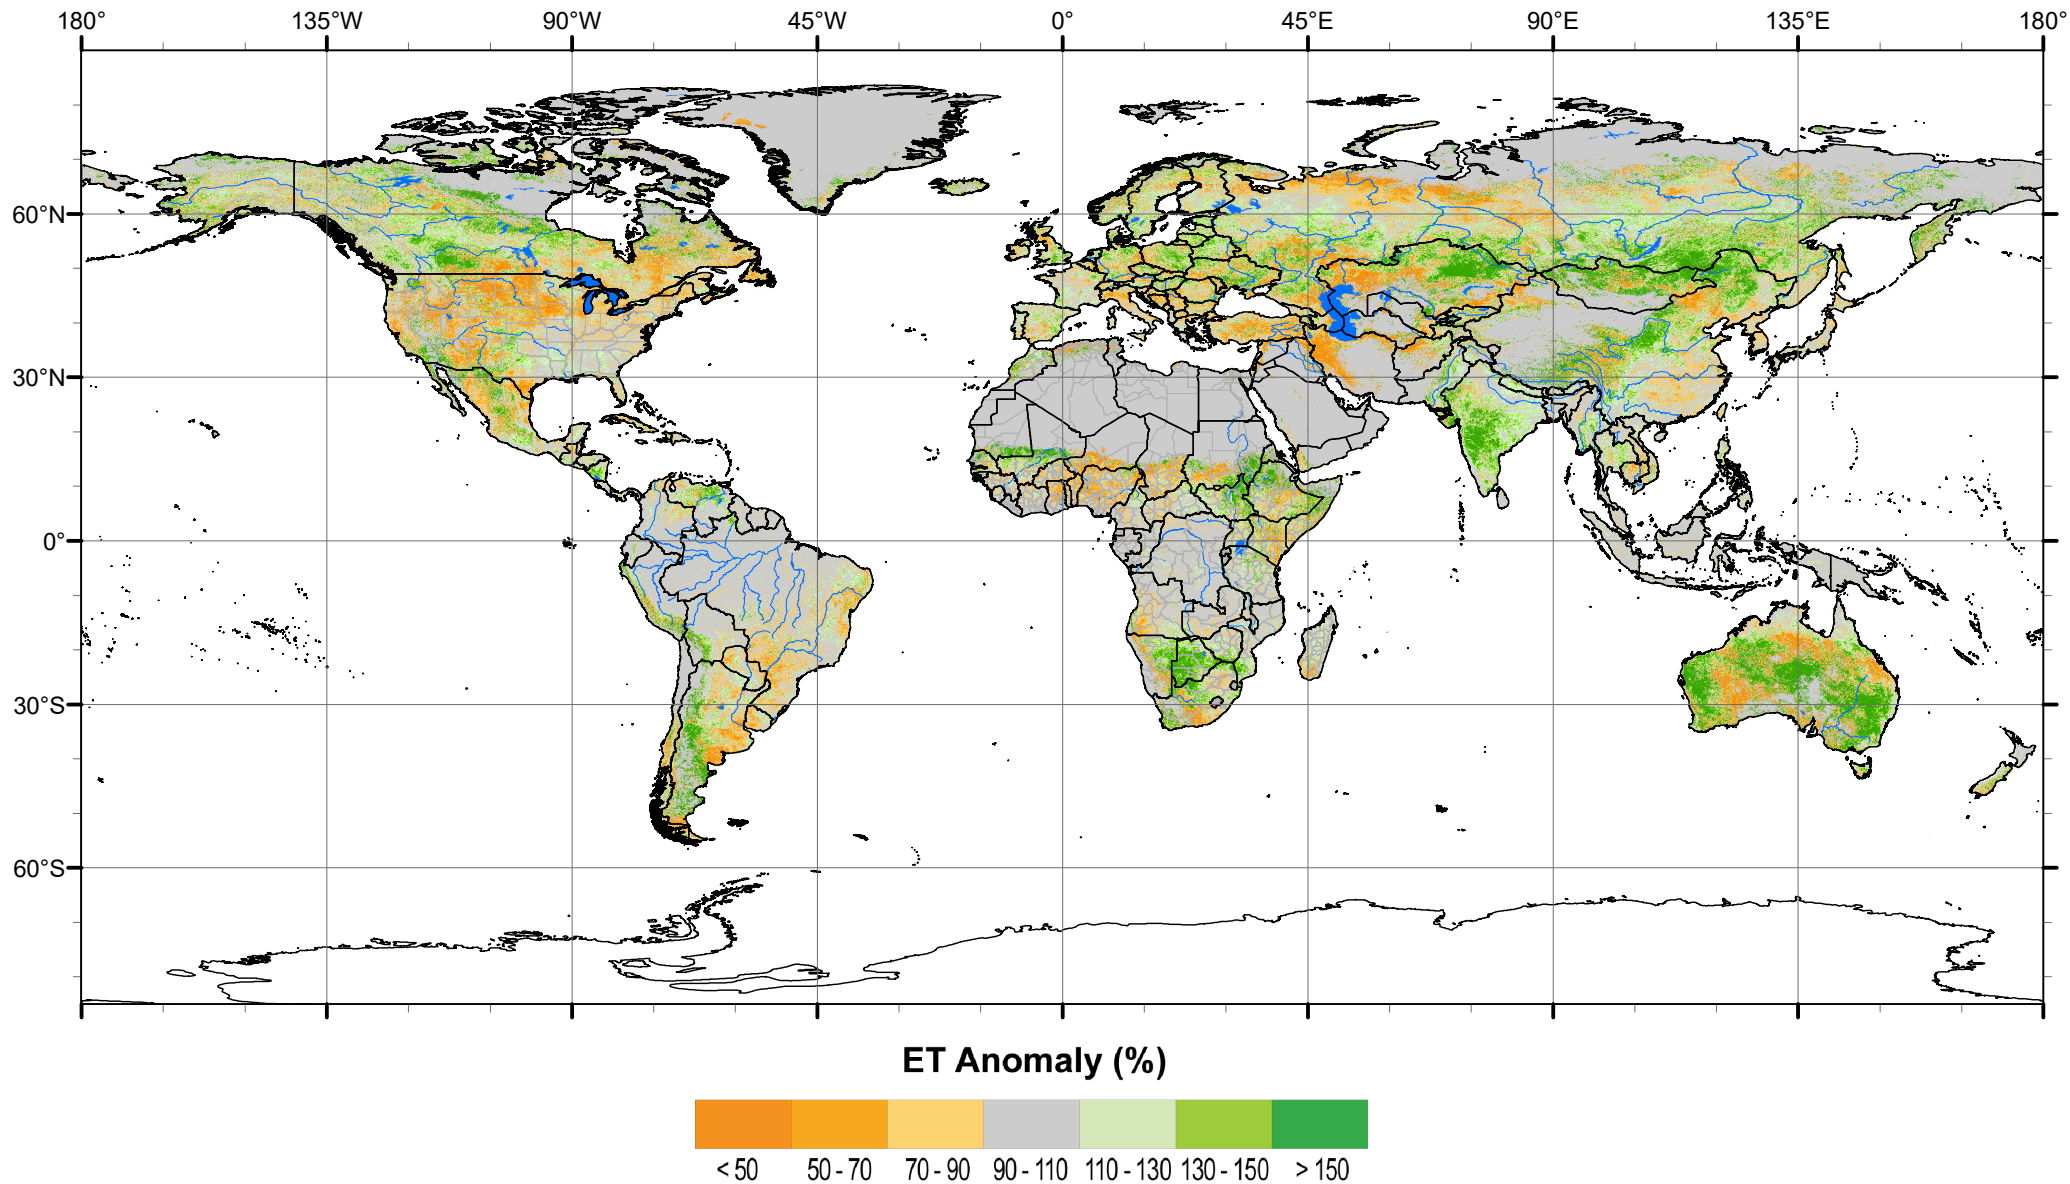 180° 135°W 90°W 45°W 0° 45°E 90°E 135°E 180°
60°N
30°N
0°
30°S
60°S
ET Anomaly (%)
< 50 50 - 70 70 - 90 90 - 110 110 - 130 130 - 150 > 150